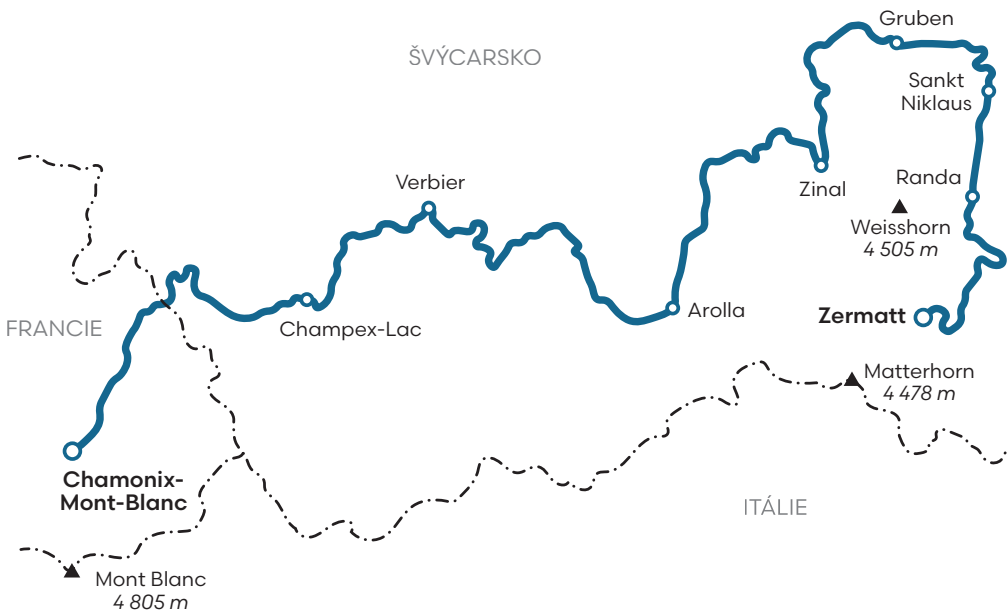 Gruben
ŠVÝCARSKO
Sankt
Niklaus
Verbier
Zinal
Randa
Weisshorn
4 505 m
Champex-Lac
Arolla
Zermatt
FRANCIE
Matterhorn
4 478 m
Chamonix-
Mont-Blanc
ITÁLIE
Mont Blanc
4 805 m